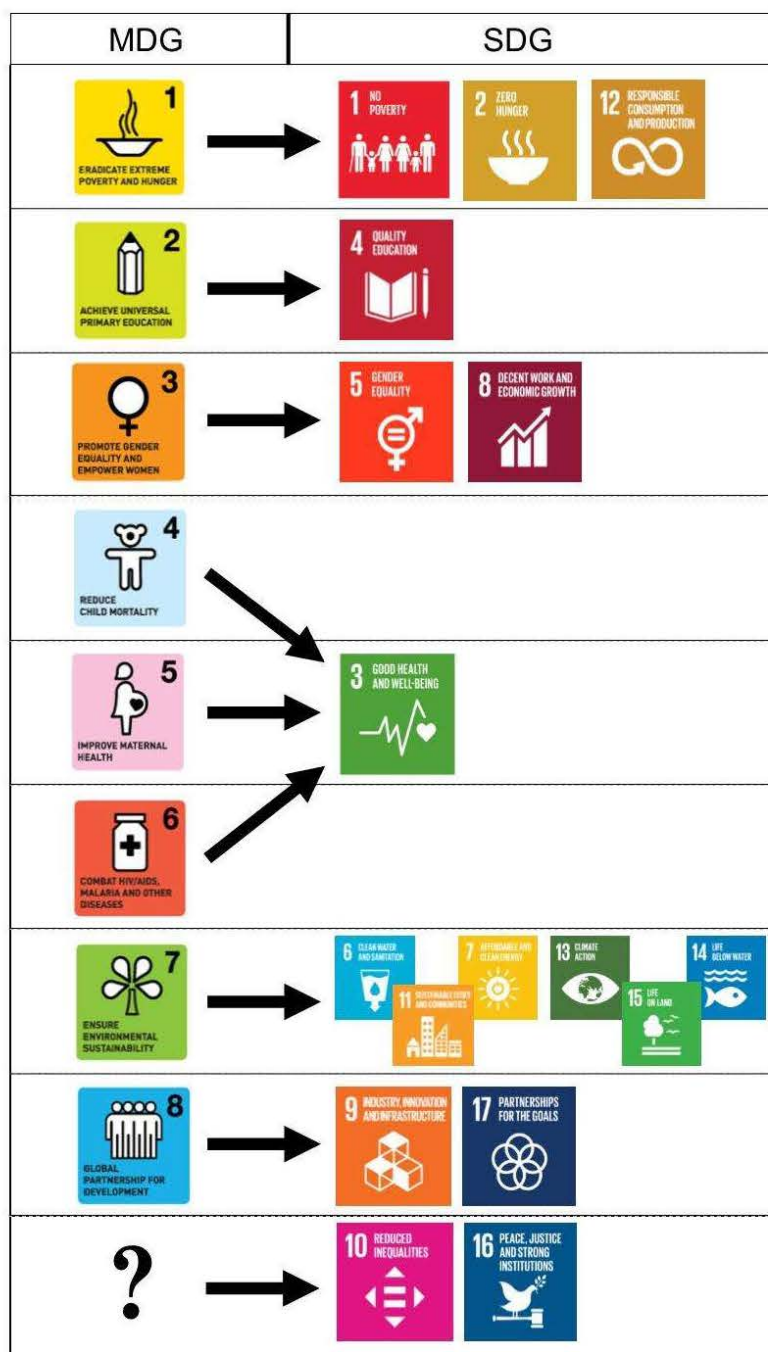 MDG
SDG
1
ERADICATE EXTREME
POVERTY AND HUNGER
1 NO
POVERTY
2 ZERO
HUNGER
12 RESPONSIBLE
CONSUMPTION
AND PRODUCTION
2
ACHIEVE UNIVERSAL
PRIMARY EDUCATION
4 QUALITY
EDUCATION
3
PROMOTE GENDER
EQUALITY AND
EMPOWER WOMEN
5 GENDER
EQUALITY
8 DECENT WORK AND
ECONOMIC GROWTH
4
REDUCE
CHILD MORTALITY
5
IMPROVE MATERNAL
HEALTH
3 GOOD HEALTH
AND WELL-BEING
6
COMBAT HIV/AIDS,
MALARIA AND OTHER
DISEASES
7
ENSURE
ENVIRONMENTAL
SUSTAINABILITY
6 CLEAN WATER
AND SANITATION
11 SUSTAINABLE CITIES
AND COMMUNITIES
7 AFFORDABLE AND
CLEAN ENERGY
13 CLIMATE
ACTION
15 LIFE
ON LAND
14 LIFE
BELOW WATER
8
GLOBAL
PARTNERSHIP FOR
DEVELOPMENT
9 INDUSTRY, INNOVATION
AND INFRASTRUCTURE
17 PARTNERSHIPS
FOR THE GOALS
?
10 REDUCED
INEQUALITIES
16 PEACE, JUSTICE
AND STRONG
INSTITUTIONS